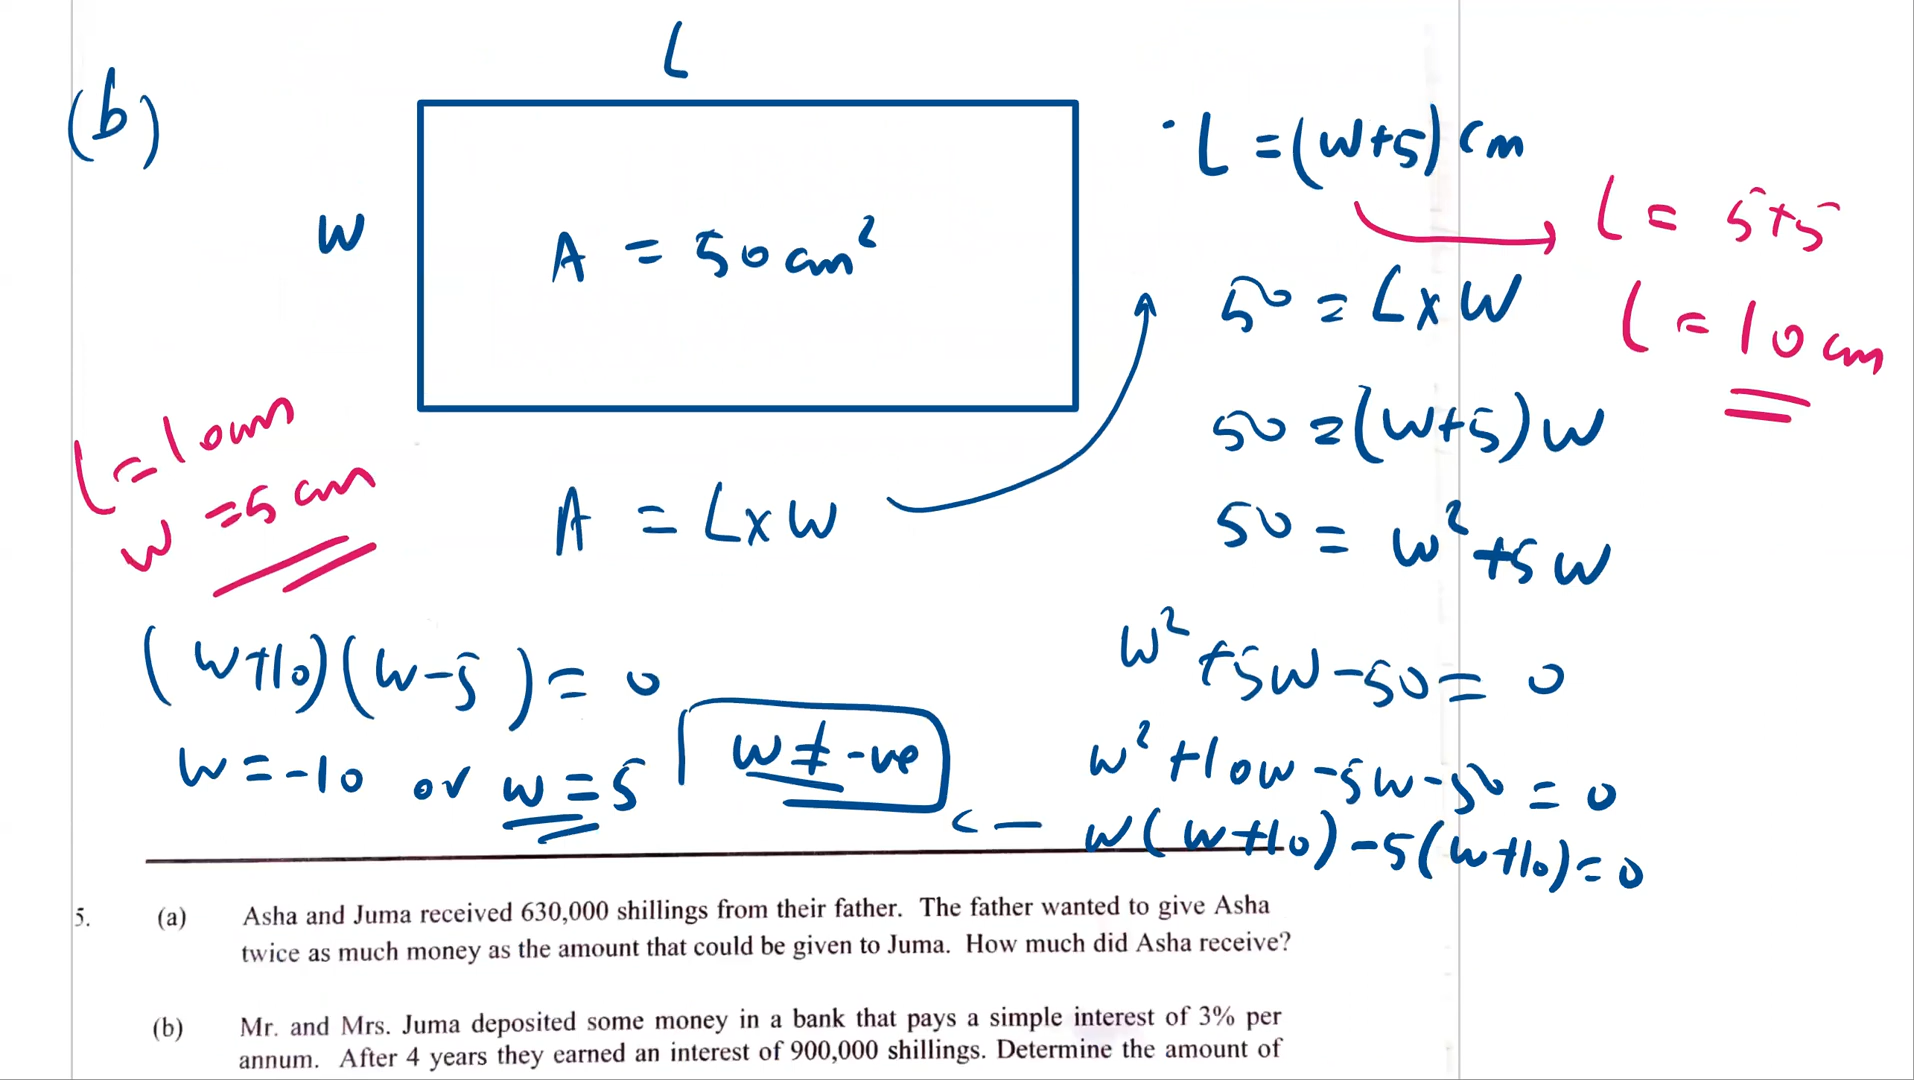 (b)
L
W
A = 50 cm²
A = L x W
L = (W+5) cm
L = 5+5
L = 10 cm
50 = L x W
50 = (W+5)W
50 = W² + 5W
W² + 5W - 50 = 0
W² + 10W - 5W - 50 = 0
W(W+10) - 5(W+10) = 0
(W+10)(W-5) = 0
W = -10 or W = 5
W ≠ -ve
L = 10cm
W = 5cm
5. (a) Asha and Juma received 630,000 shillings from their father. The father wanted to give Asha
twice as much money as the amount that could be given to Juma. How much did Asha receive?
(b) Mr. and Mrs. Juma deposited some money in a bank that pays a simple interest of 3% per
annum. After 4 years they earned an interest of 900,000 shillings. Determine the amount of